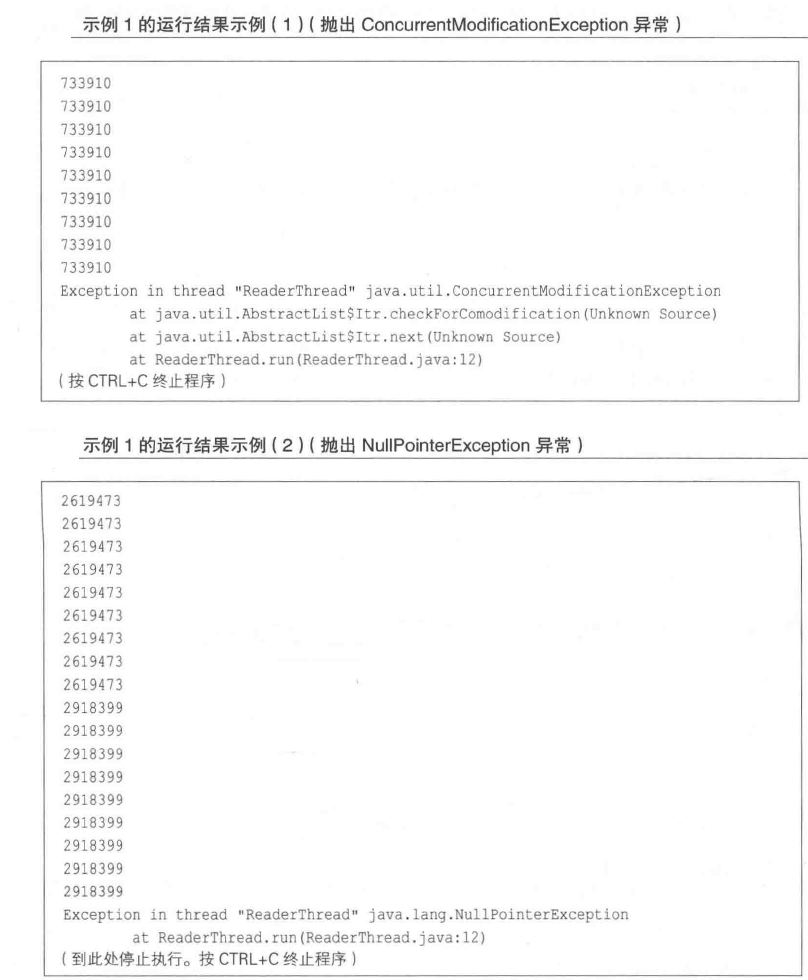 示例 1 的运行结果示例（1）（抛出 ConcurrentModificationException 异常）
733910
733910
733910
733910
733910
733910
733910
733910
733910
Exception in thread "ReaderThread" java.util.ConcurrentModificationException
at java.util.AbstractList$Itr.checkForComodification(Unknown Source)
at java.util.AbstractList$Itr.next(Unknown Source)
at ReaderThread.run(ReaderThread.java:12)
（按 CTRL+C 终止程序）
示例 1 的运行结果示例（2）（抛出 NullPointerException 异常）
2619473
2619473
2619473
2619473
2619473
2619473
2619473
2619473
2619473
2918399
2918399
2918399
2918399
2918399
2918399
2918399
2918399
2918399
Exception in thread "ReaderThread" java.lang.NullPointerException
at ReaderThread.run(ReaderThread.java:12)
（到此处停止执行。按 CTRL+C 终止程序）